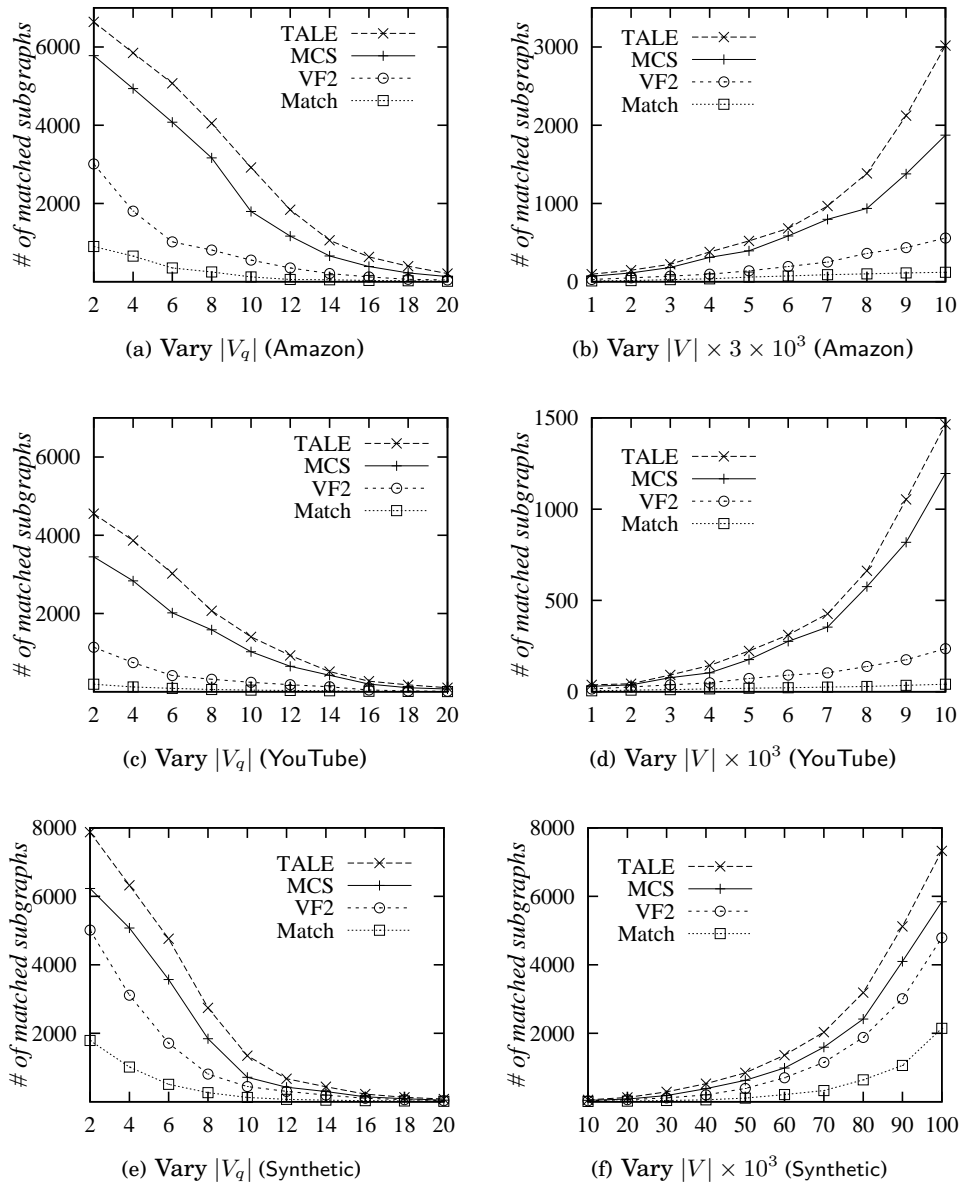 # of matched subgraphs
6000
4000
2000
TALE
MCS
VF2
Match
2 4 6 8 10 12 14 16 18 20
(a) Vary |V_q| (Amazon)
# of matched subgraphs
3000
2000
1000
0
TALE
MCS
VF2
Match
1 2 3 4 5 6 7 8 9 10
(b) Vary |V| × 3 × 10³ (Amazon)
# of matched subgraphs
6000
4000
2000
TALE
MCS
VF2
Match
2 4 6 8 10 12 14 16 18 20
(c) Vary |V_q| (YouTube)
# of matched subgraphs
1500
1000
500
0
TALE
MCS
VF2
Match
1 2 3 4 5 6 7 8 9 10
(d) Vary |V| × 10³ (YouTube)
# of matched subgraphs
8000
6000
4000
2000
TALE
MCS
VF2
Match
2 4 6 8 10 12 14 16 18 20
(e) Vary |V_q| (Synthetic)
# of matched subgraphs
8000
6000
4000
2000
TALE
MCS
VF2
Match
10 20 30 40 50 60 70 80 90 100
(f) Vary |V| × 10³ (Synthetic)